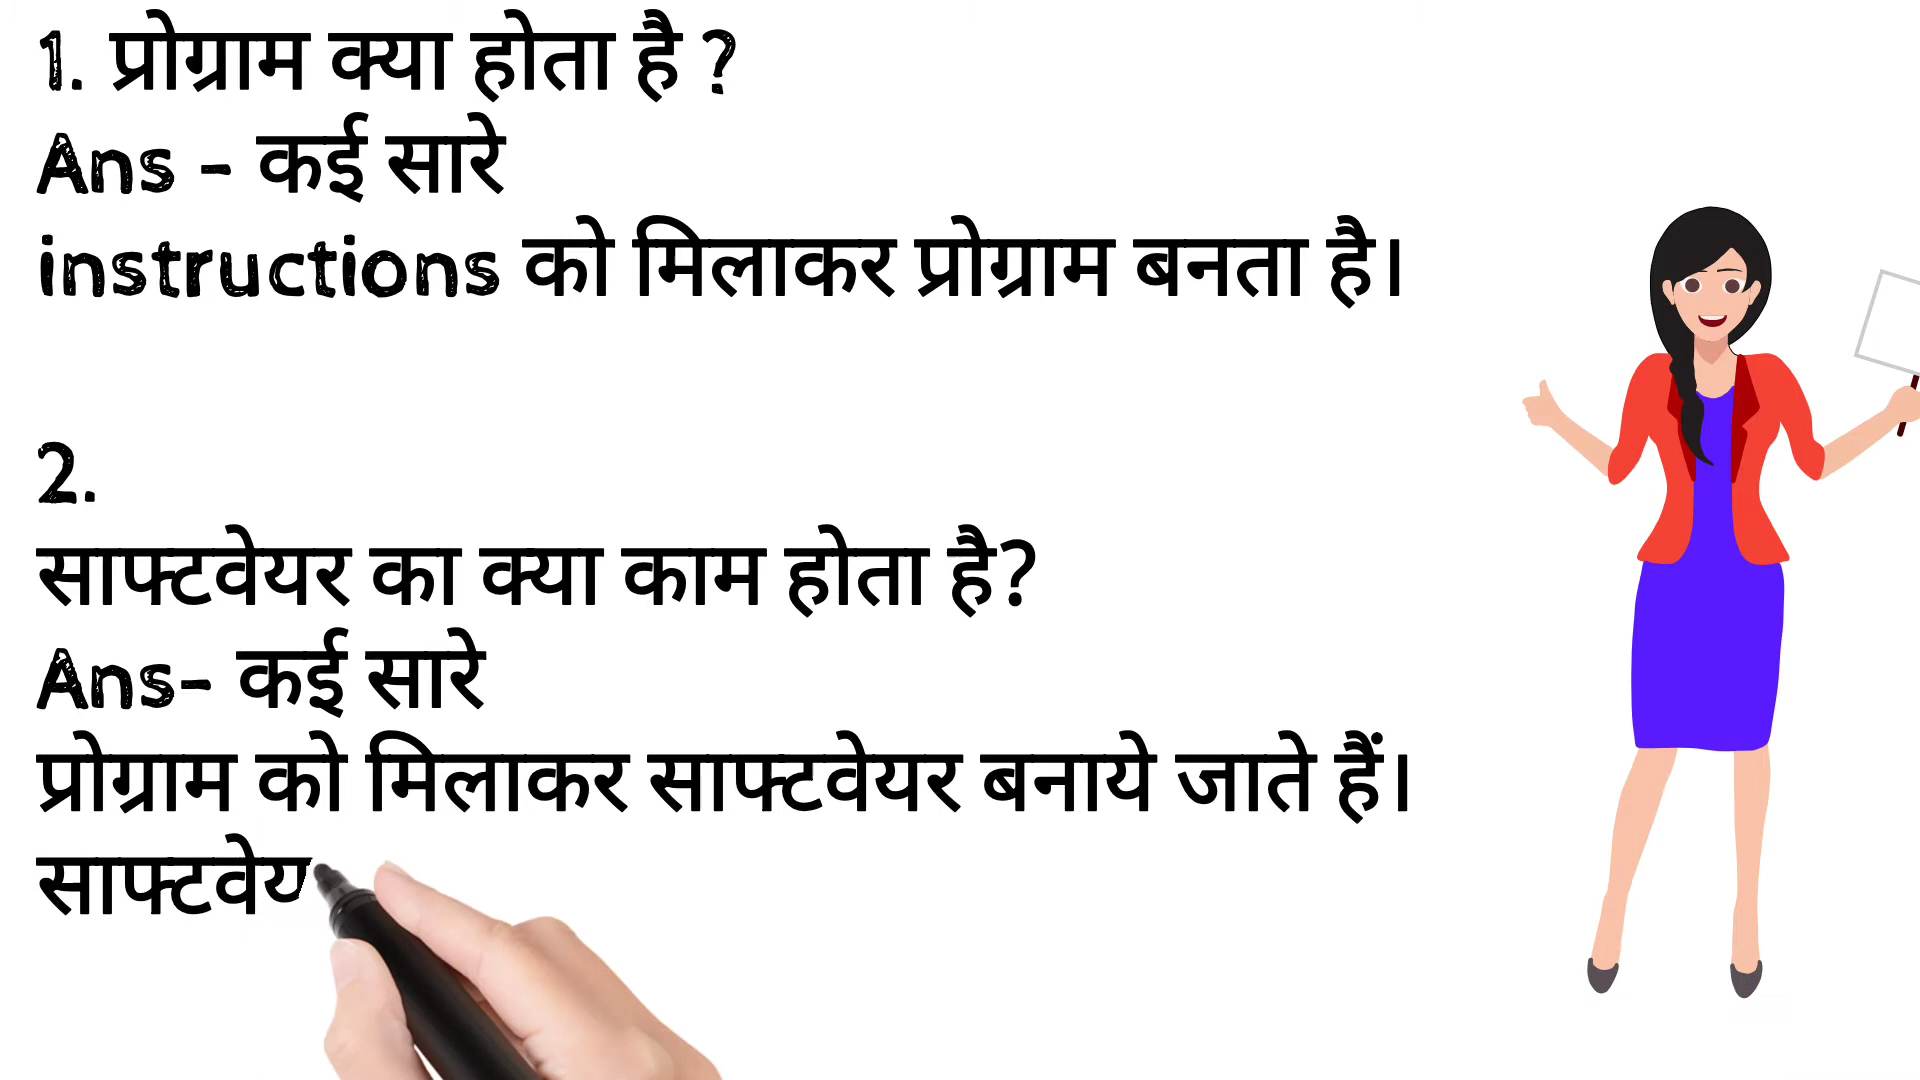 1. प्रोग्राम क्या होता है ?
Ans - कई सारे
instructions को मिलाकर प्रोग्राम बनता है।
2.
साफ्टवेयर का क्या काम होता है?
Ans- कई सारे
प्रोग्राम को मिलाकर साफ्टवेयर बनाये जाते हैं।
साफ्टवेय